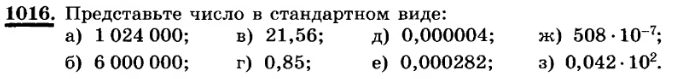 1016. Представьте число в стандартном виде:
а) 1 024 000; в) 21,56; д) 0,000004; ж) 508 · 10⁻⁷;
б) 6 000 000; г) 0,85; е) 0,000282; з) 0,042 · 10².